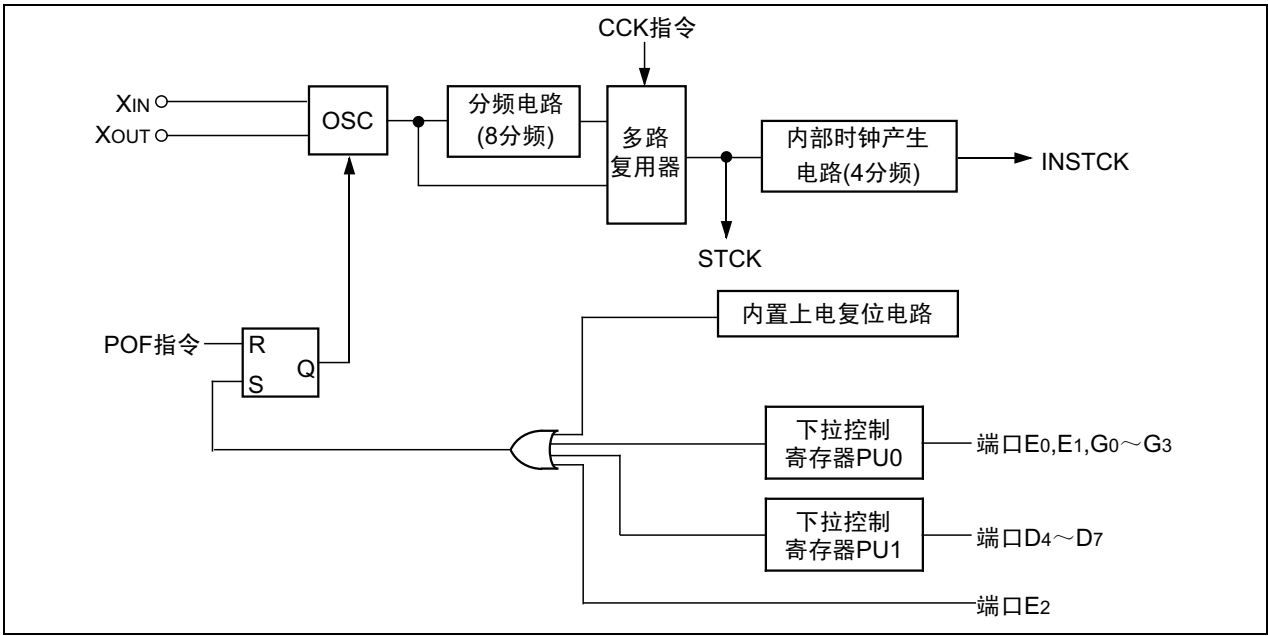 CCK指令
XIN
XOUT
OSC
分频电路
(8分频)
多路
复用器
内部时钟产生
电路(4分频)
INSTCK
STCK
内置上电复位电路
POF指令
R
Q
S
下拉控制
寄存器PU0
端口E0,E1,G0～G3
下拉控制
寄存器PU1
端口D4～D7
端口E2